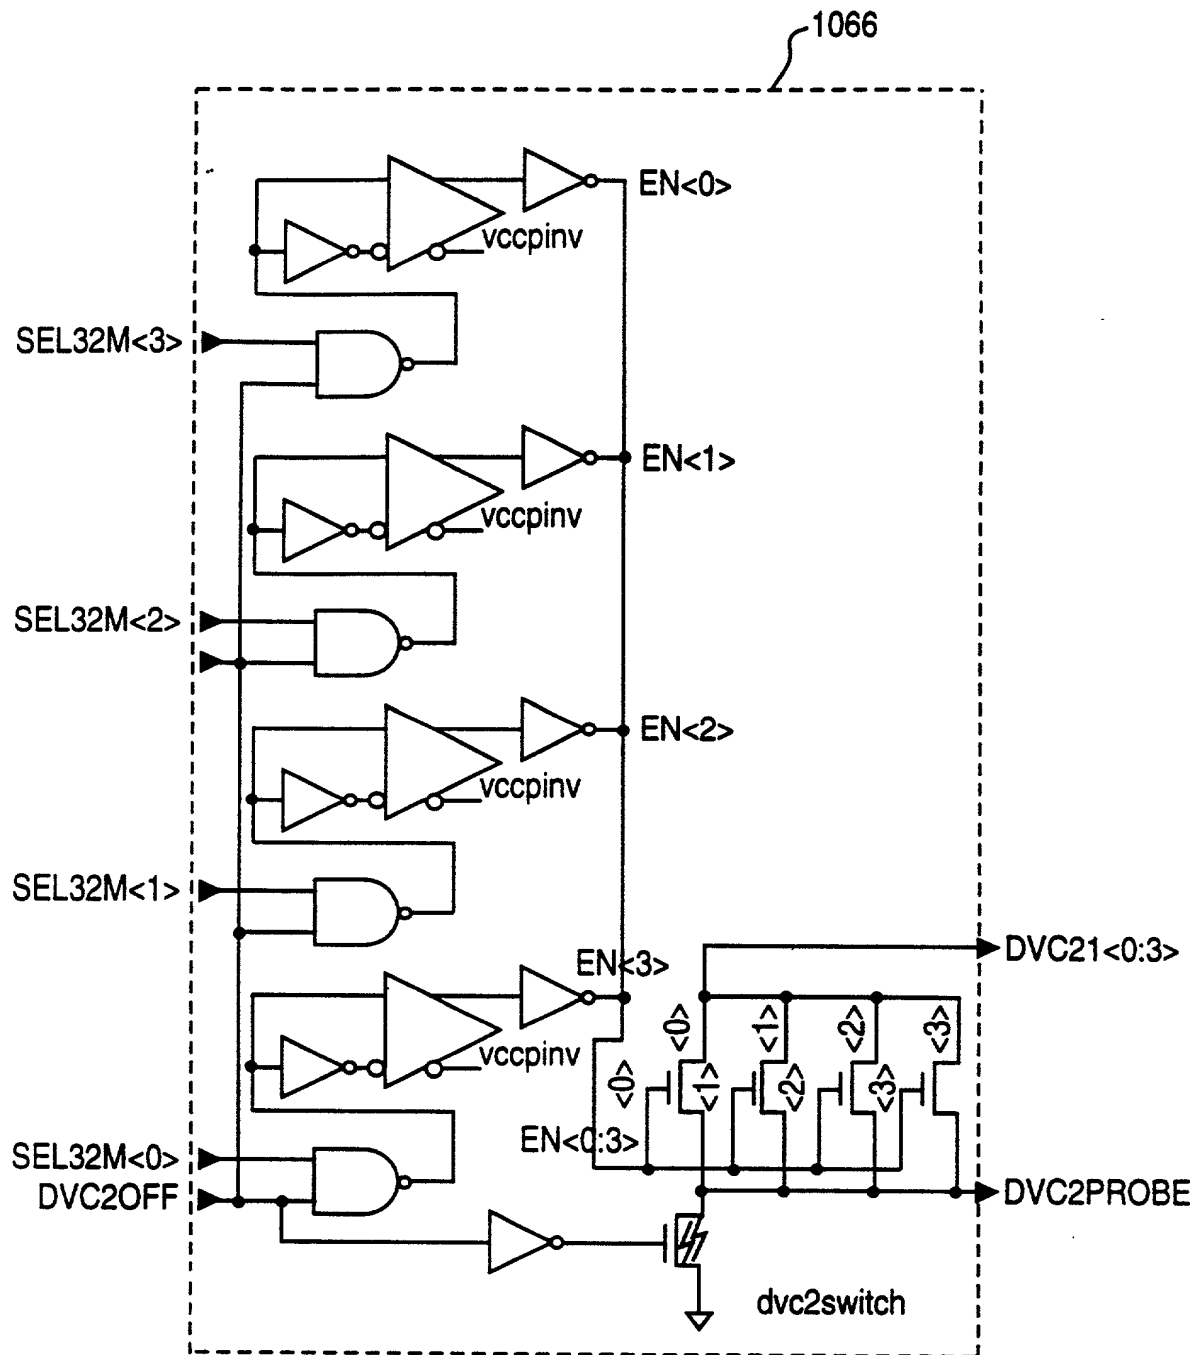 1066
EN<0>
vccpinv
SEL32M<3>
EN<1>
vccpinv
SEL32M<2>
EN<2>
vccpinv
SEL32M<1>
DVC21<0:3>
EN<3>
<0>
<1>
<2>
<3>
vccpinv
<0>
<1>
<2>
<3>
EN<0:3>
SEL32M<0>
DVC2OFF
DVC2PROBE
dvc2switch